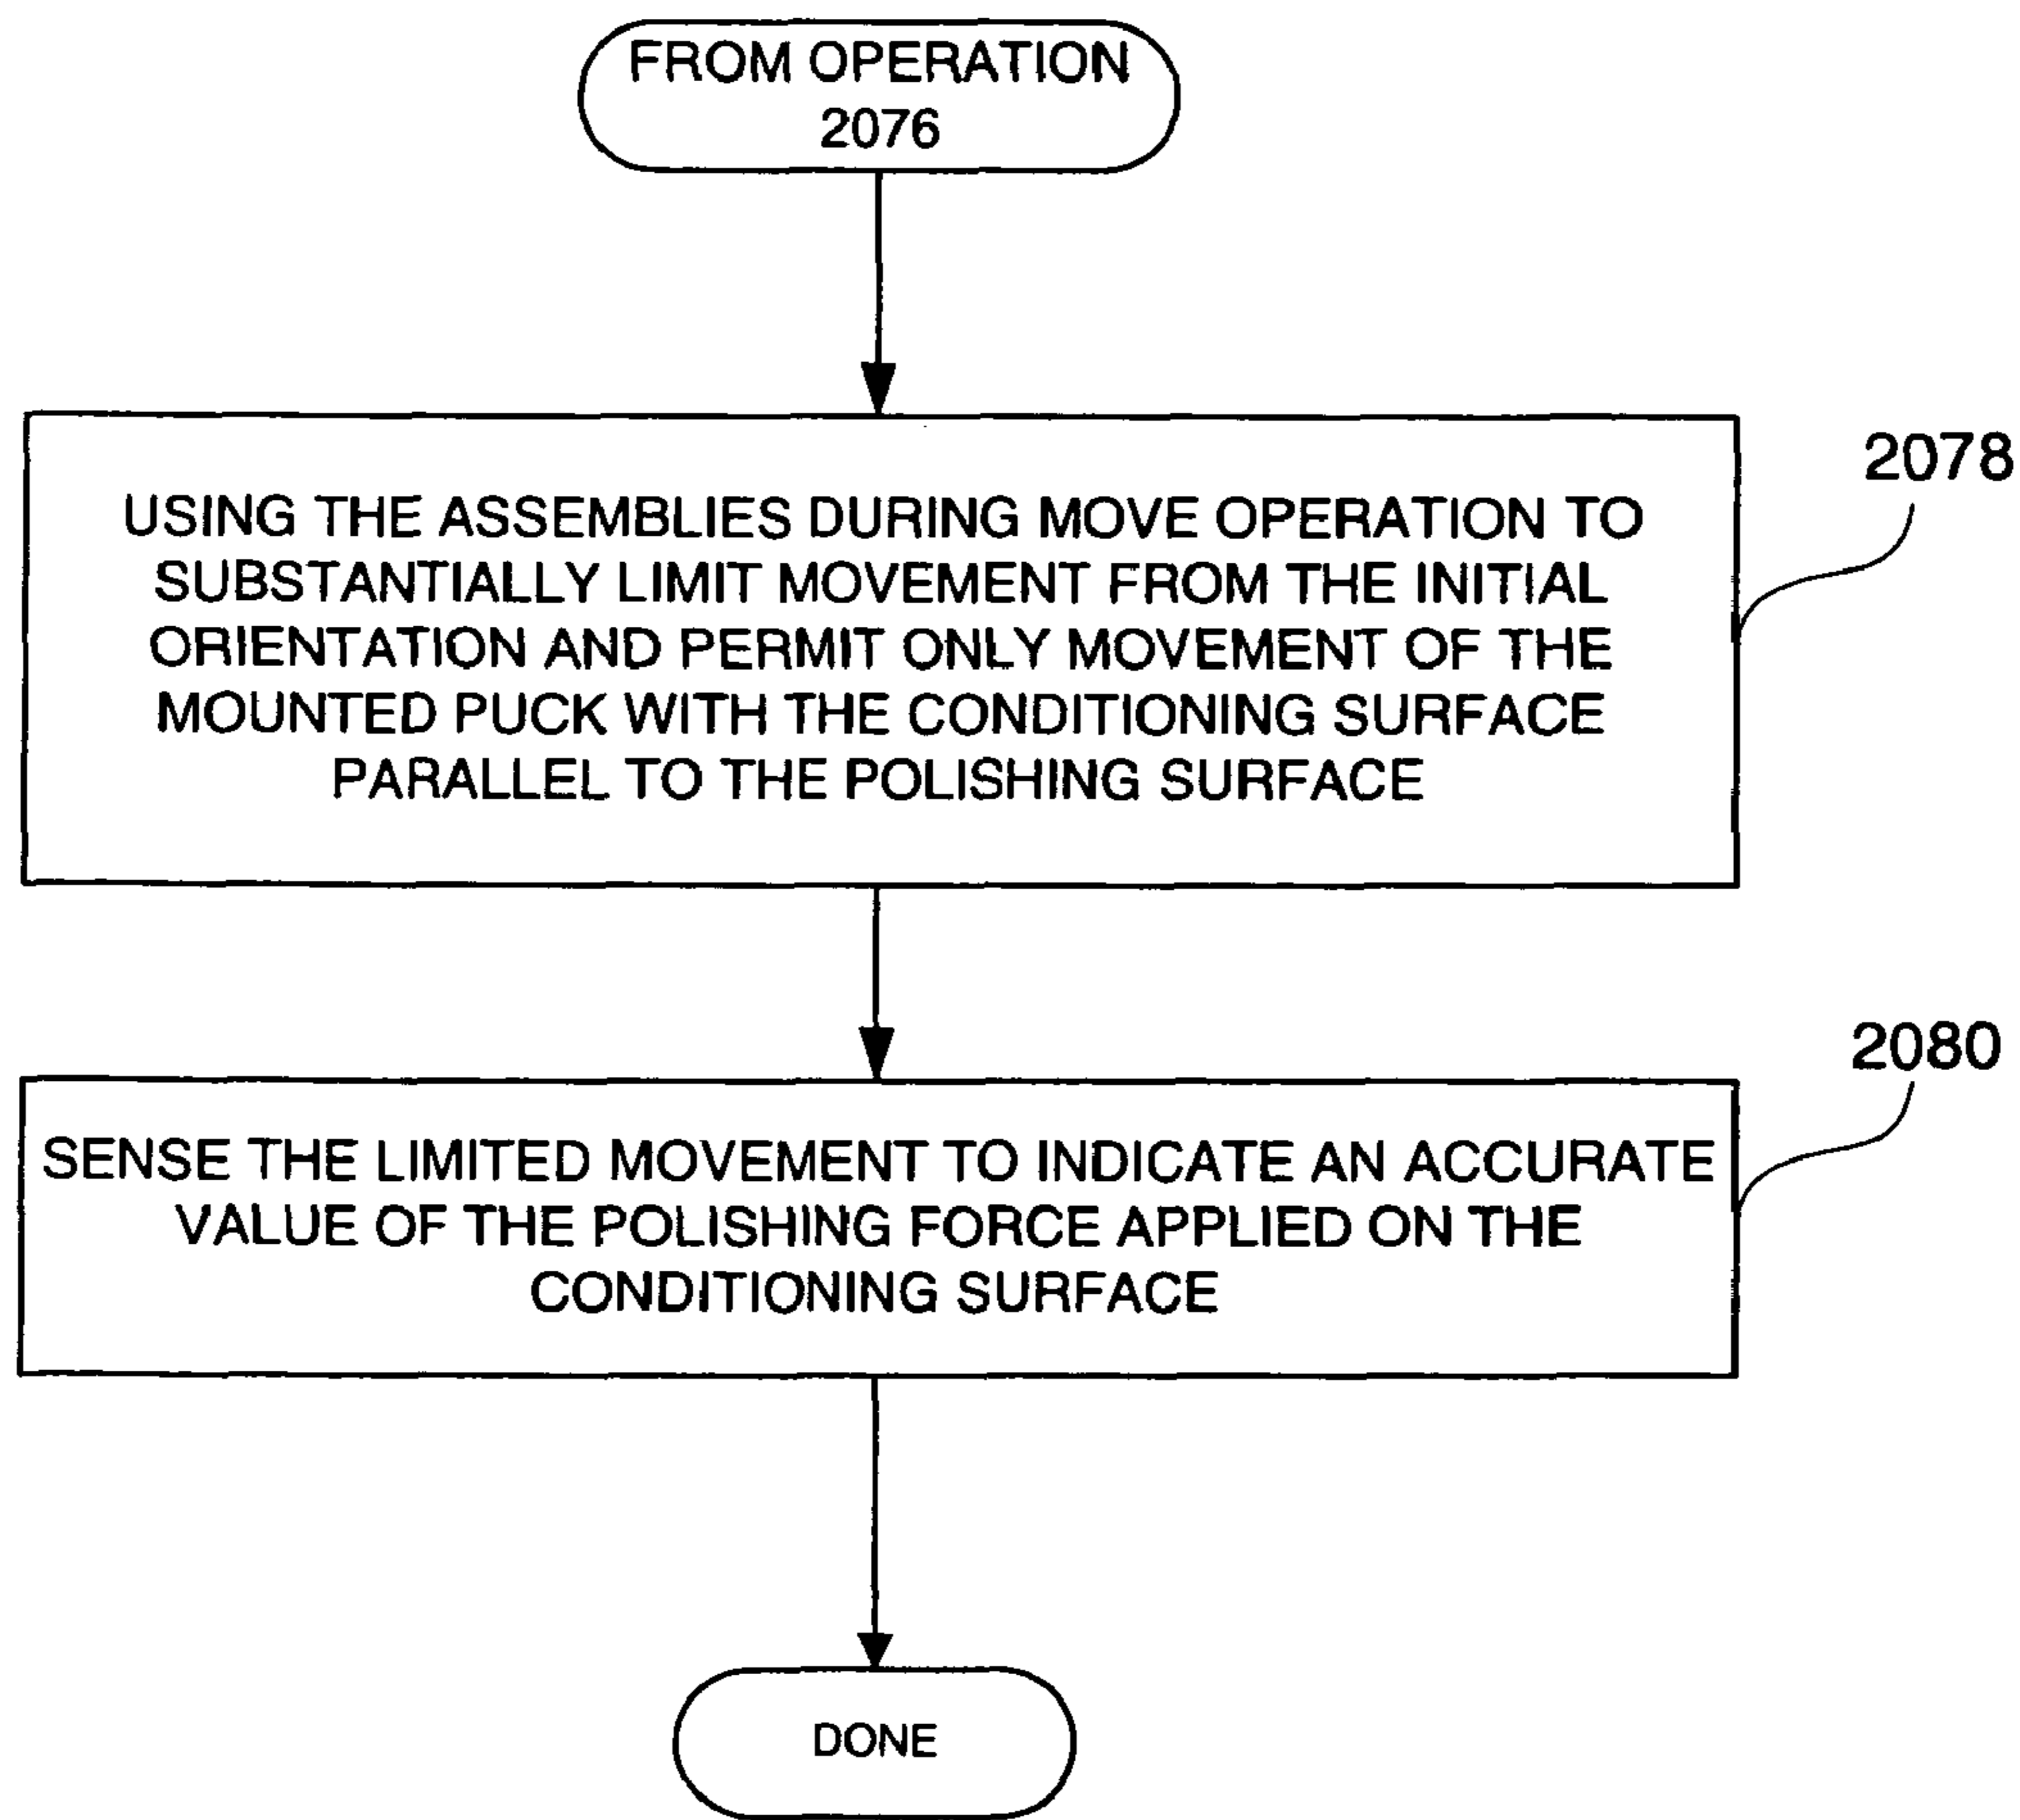 FROM OPERATION
2076
2078
USING THE ASSEMBLIES DURING MOVE OPERATION TO
SUBSTANTIALLY LIMIT MOVEMENT FROM THE INITIAL
ORIENTATION AND PERMIT ONLY MOVEMENT OF THE
MOUNTED PUCK WITH THE CONDITIONING SURFACE
PARALLEL TO THE POLISHING SURFACE
2080
SENSE THE LIMITED MOVEMENT TO INDICATE AN ACCURATE
VALUE OF THE POLISHING FORCE APPLIED ON THE
CONDITIONING SURFACE
DONE